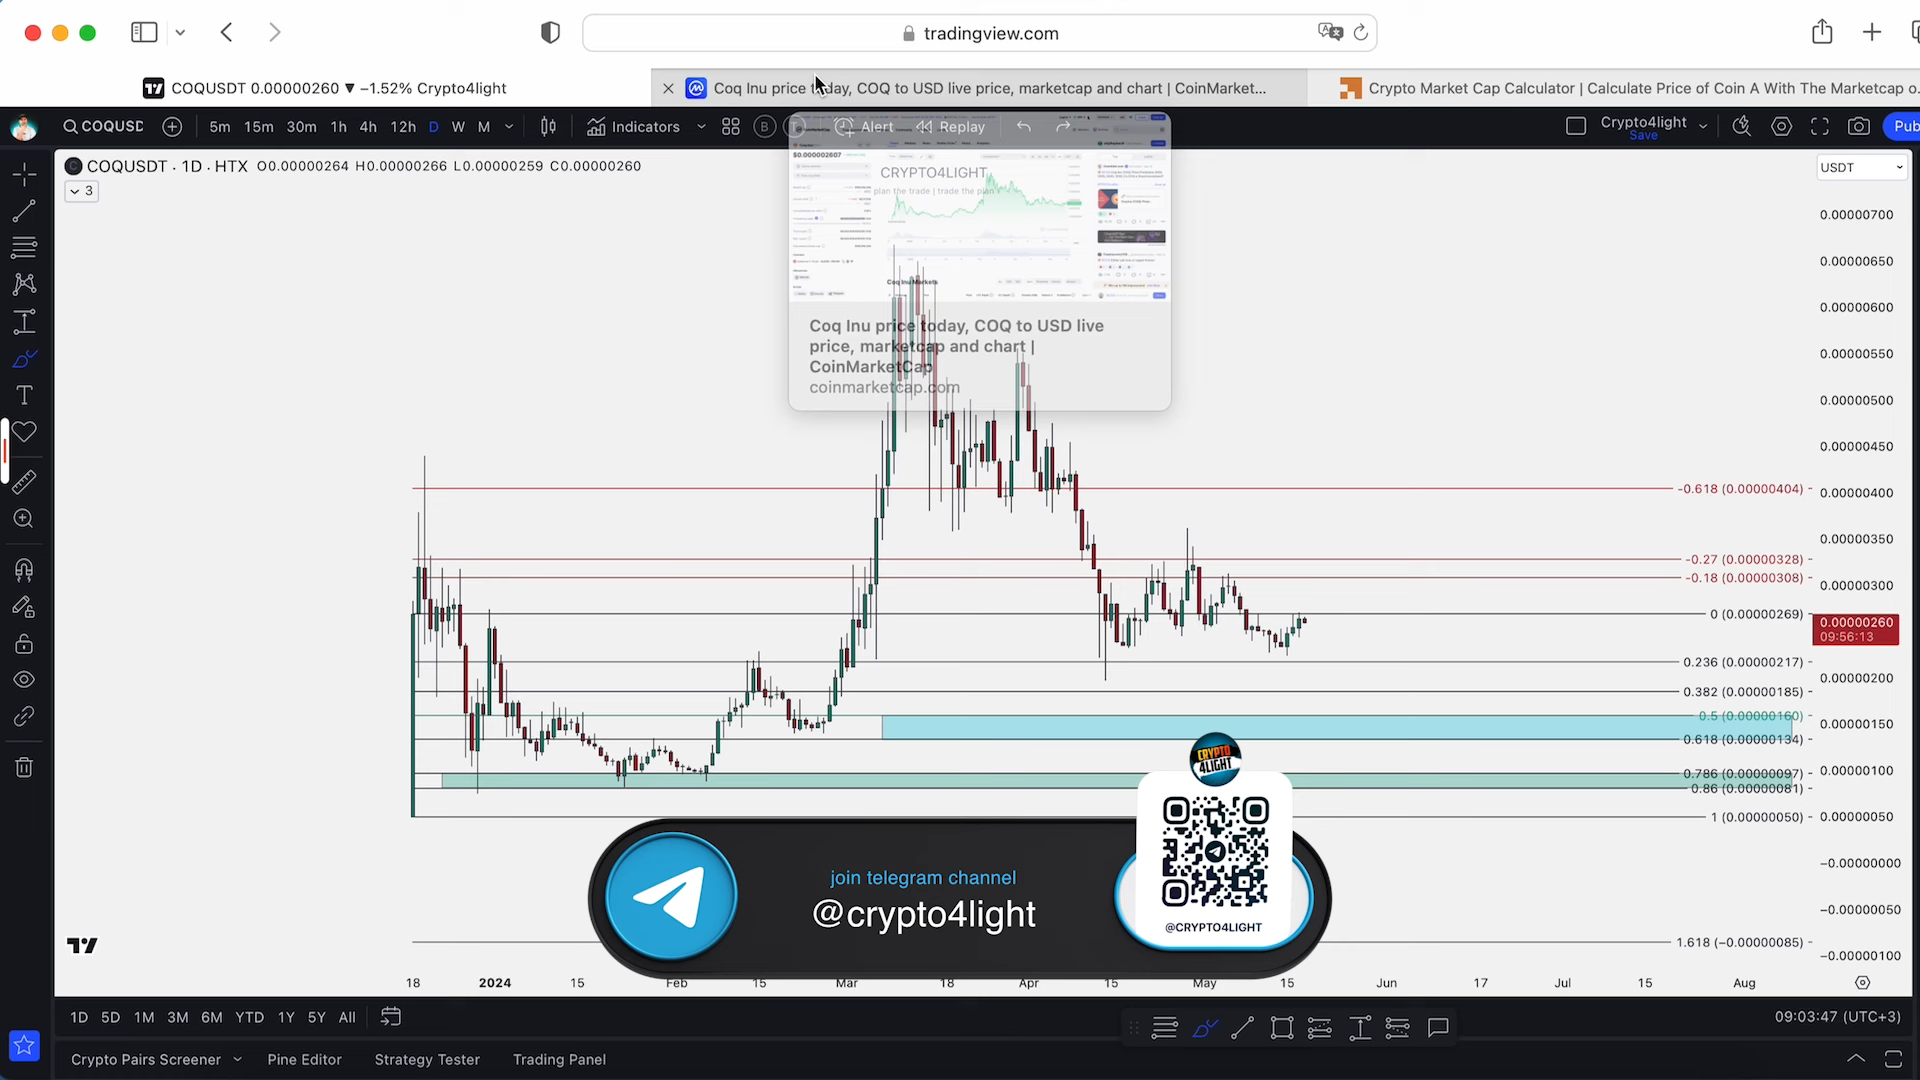 tradingview.com
COQUSDT 0.00000260 ▼ −1.52% Crypto4light
Coq Inu price today, COQ to USD live price, marketcap and chart | CoinMarket...
Crypto Market Cap Calculator | Calculate Price of Coin A With The Marketcap o.
COQUSD
5m 15m 30m 1h 4h 12h D W M
Indicators
Alert
Replay
Crypto4light
Save
Pub
COQUSDT · 1D · HTX O0.00000264 H0.00000266 L0.00000259 C0.00000260
3
USDT
$0.000002607
CRYPTO4LIGHT
plan the trade | trade the plan
Coq Inu Markets
Coq Inu price today, COQ to USD live
price, marketcap and chart |
CoinMarketCap
coinmarketcap.com
0.00000700
0.00000650
0.00000600
0.00000550
0.00000500
0.00000450
-0.618 (0.00000404)
0.00000400
0.00000350
-0.27 (0.00000328)
-0.18 (0.00000308)
0.00000300
0 (0.00000269)
0.00000260
09:56:13
0.236 (0.00000217)
0.00000200
0.382 (0.00000185)
0.5 (0.00000160)
0.00000150
0.618 (0.00000134)
0.786 (0.00000097)
0.00000100
0.86 (0.00000081)
1 (0.00000050)
0.00000050
−0.00000000
−0.00000050
1.618 (−0.00000085)
−0.00000100
CRYPTO
4LIGHT
join telegram channel
@crypto4light
@CRYPTO4LIGHT
18 2024 15 Feb 15 Mar 18 Apr 15 May 15 Jun 17 Jul 15 Aug
1D 5D 1M 3M 6M YTD 1Y 5Y All
09:03:47 (UTC+3)
Crypto Pairs Screener
Pine Editor
Strategy Tester
Trading Panel